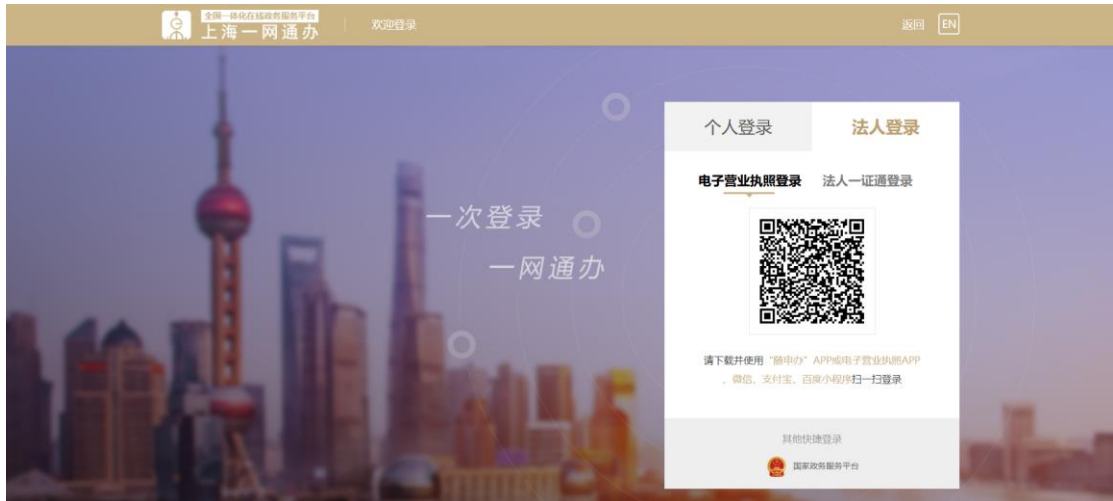 全国一体化在线政务服务平台
上海一网通办
欢迎登录
返回
EN
个人登录
法人登录
电子营业执照登录
法人一证通登录
一次登录
一网通办
请下载并使用“随申办”APP或电子营业执照APP
、微信、支付宝、百度小程序扫一扫登录
其他快捷登录
国家政务服务平台